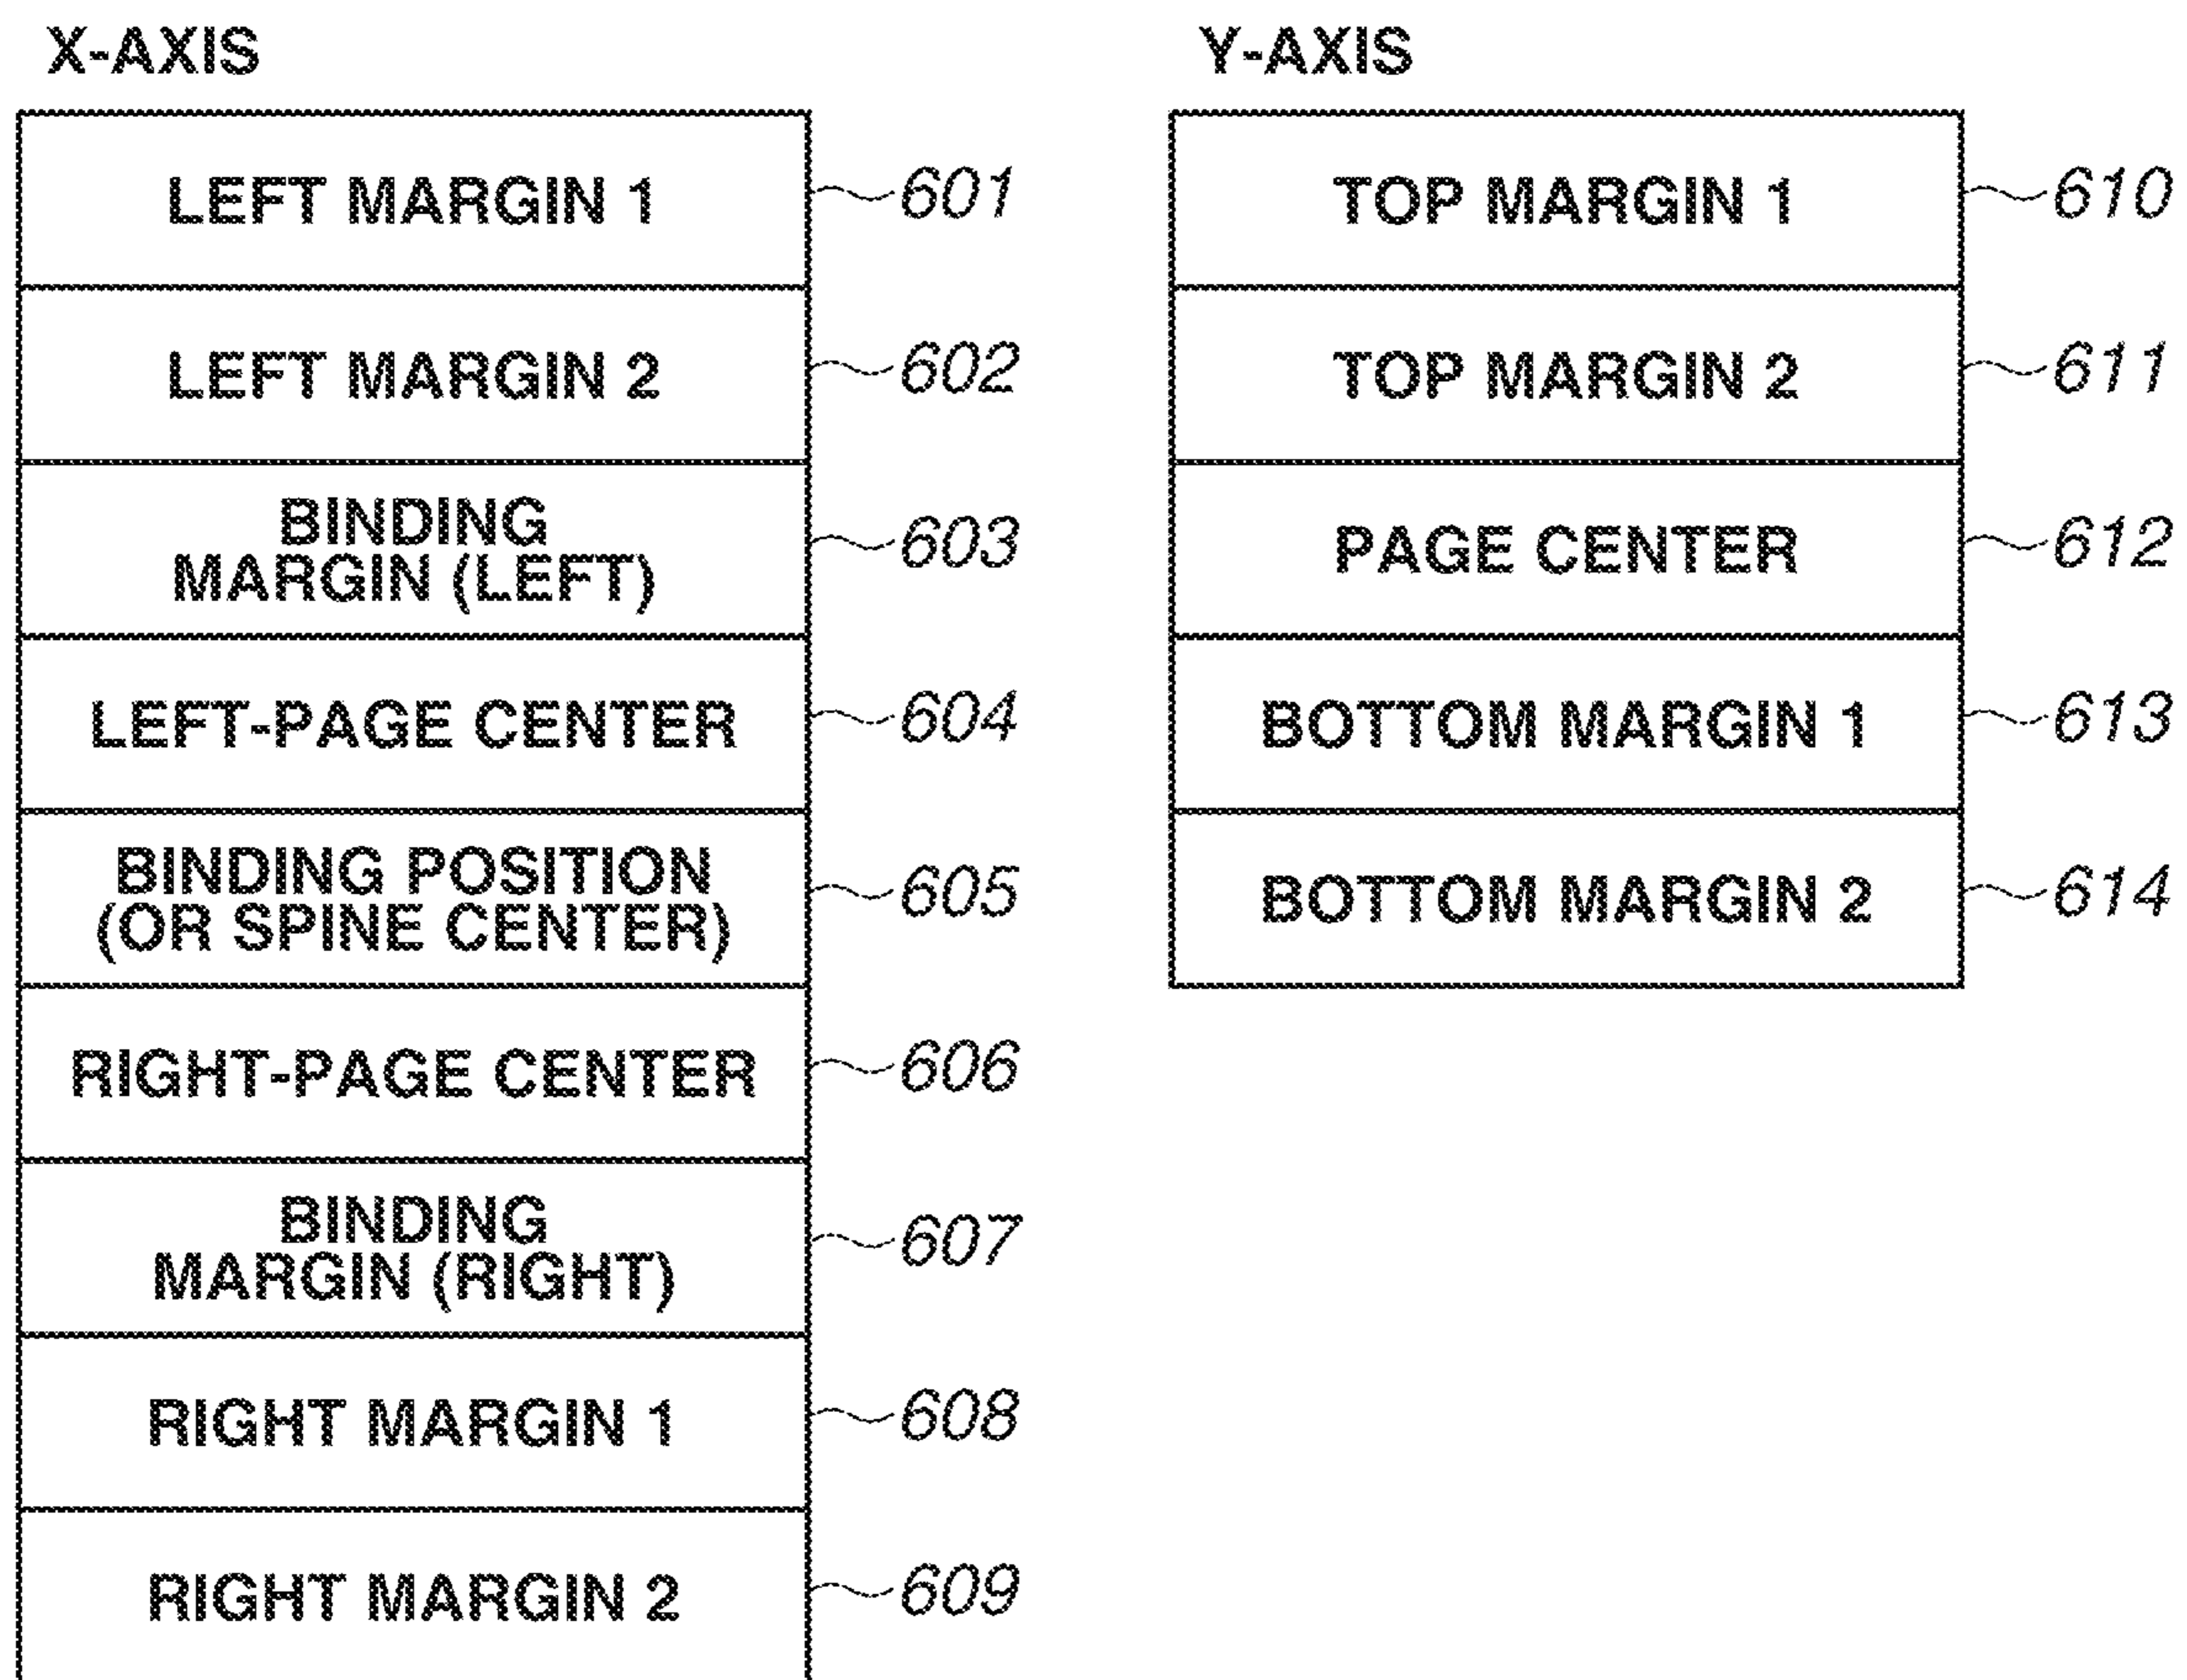 X-AXIS
LEFT MARGIN 1 601
LEFT MARGIN 2 602
BINDING
MARGIN (LEFT) 603
LEFT-PAGE CENTER 604
BINDING POSITION
(OR SPINE CENTER) 605
RIGHT-PAGE CENTER 606
BINDING
MARGIN (RIGHT) 607
RIGHT MARGIN 1 608
RIGHT MARGIN 2 609
Y-AXIS
TOP MARGIN 1 610
TOP MARGIN 2 611
PAGE CENTER 612
BOTTOM MARGIN 1 613
BOTTOM MARGIN 2 614